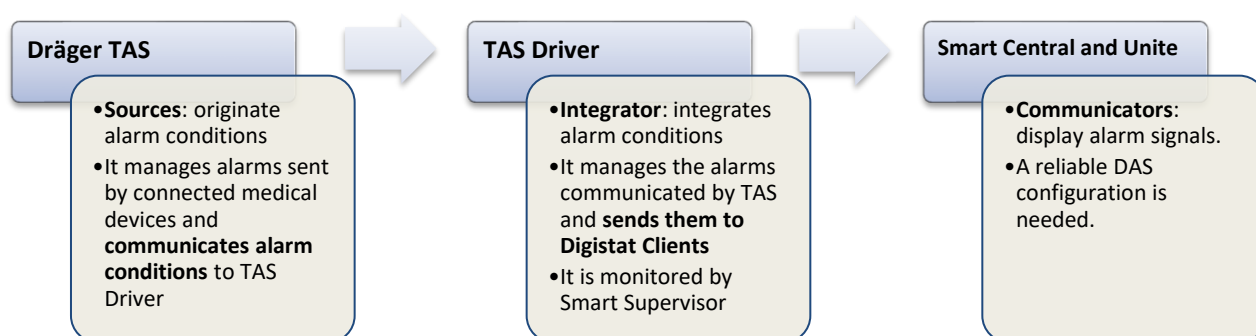 Dräger TAS
•Sources: originate
alarm conditions
•It manages alarms sent
by connected medical
devices and
communicates alarm
conditions to TAS
Driver
TAS Driver
•Integrator: integrates
alarm conditions
•It manages the alarms
communicated by TAS
and sends them to
Digistat Clients
•It is monitored by
Smart Supervisor
Smart Central and Unite
•Communicators:
display alarm signals.
•A reliable DAS
configuration is
needed.